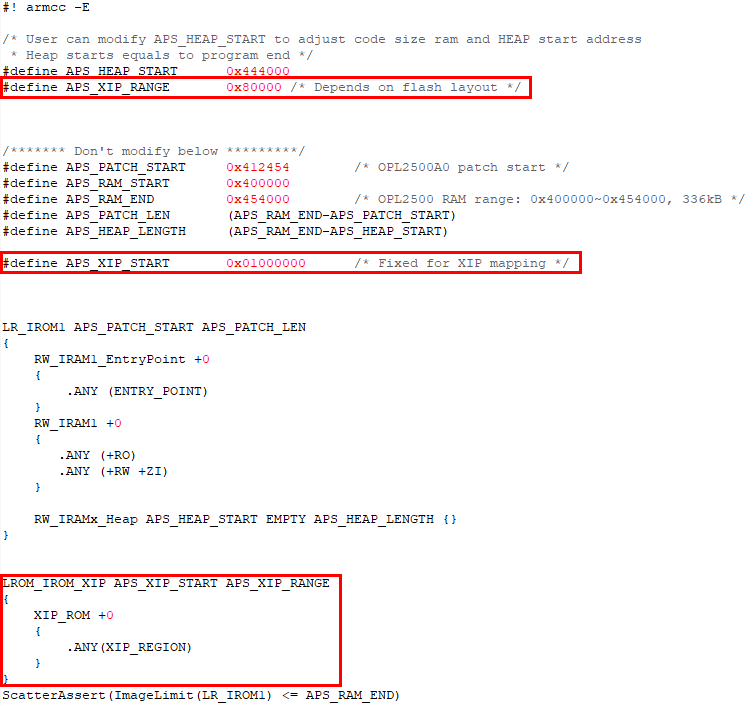 #! armcc -E
/* User can modify APS_HEAP_START to adjust code size ram and HEAP start address
 * Heap starts equals to program end */
#define APS_HEAP_START      0x444000
#define APS_XIP_RANGE       0x80000 /* Depends on flash layout */
/******* Don't modify below *********/
#define APS_PATCH_START     0x412454        /* OPL2500A0 patch start */
#define APS_RAM_START       0x400000
#define APS_RAM_END         0x454000        /* OPL2500 RAM range: 0x400000~0x454000, 336kB */
#define APS_PATCH_LEN       (APS_RAM_END-APS_PATCH_START)
#define APS_HEAP_LENGTH     (APS_RAM_END-APS_HEAP_START)
#define APS_XIP_START       0x01000000      /* Fixed for XIP mapping */
LR_IROM1 APS_PATCH_START APS_PATCH_LEN
{
    RW_IRAM1_EntryPoint +0
    {
        .ANY (ENTRY_POINT)
    }
    RW_IRAM1 +0
    {
       .ANY (+RO)
       .ANY (+RW +ZI)
    }
    RW_IRAMx_Heap APS_HEAP_START EMPTY APS_HEAP_LENGTH {}
}
LROM_IROM_XIP APS_XIP_START APS_XIP_RANGE
{
    XIP_ROM +0
    {
        .ANY(XIP_REGION)
    }
}
ScatterAssert(ImageLimit(LR_IROM1) <= APS_RAM_END)